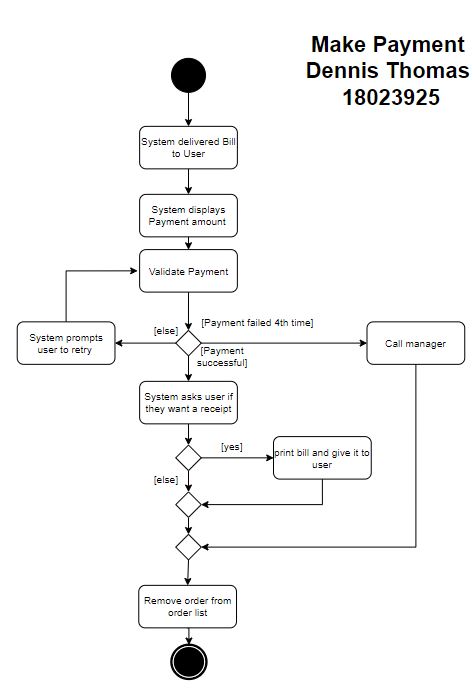 Make Payment
Dennis Thomas
18023925
System delivered Bill
to User
System displays
Payment amount
Validate Payment
[Payment failed 4th time]
[else]
System prompts
user to retry
[Payment
successful]
Call manager
System asks user if
they want a receipt
[yes]
print bill and give it to
user
[else]
Remove order from
order list